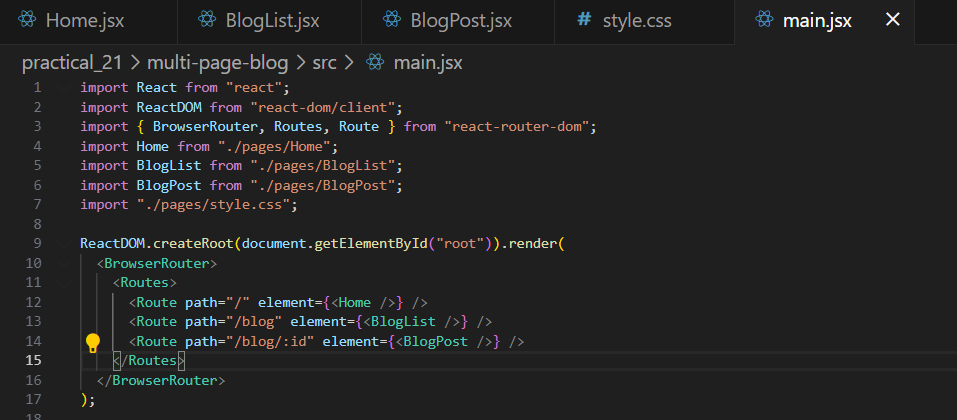 Home.jsx BlogList.jsx BlogPost.jsx # style.css main.jsx ×
practical_21 > multi-page-blog > src > main.jsx
1 import React from "react";
2 import ReactDOM from "react-dom/client";
3 import { BrowserRouter, Routes, Route } from "react-router-dom";
4 import Home from "./pages/Home";
5 import BlogList from "./pages/BlogList";
6 import BlogPost from "./pages/BlogPost";
7 import "./pages/style.css";
8
9 ReactDOM.createRoot(document.getElementById("root")).render(
10 <BrowserRouter>
11 <Routes>
12 <Route path="/" element={<Home />} />
13 <Route path="/blog" element={<BlogList />} />
14 <Route path="/blog/:id" element={<BlogPost />} />
15 </Routes>
16 </BrowserRouter>
17 );
18